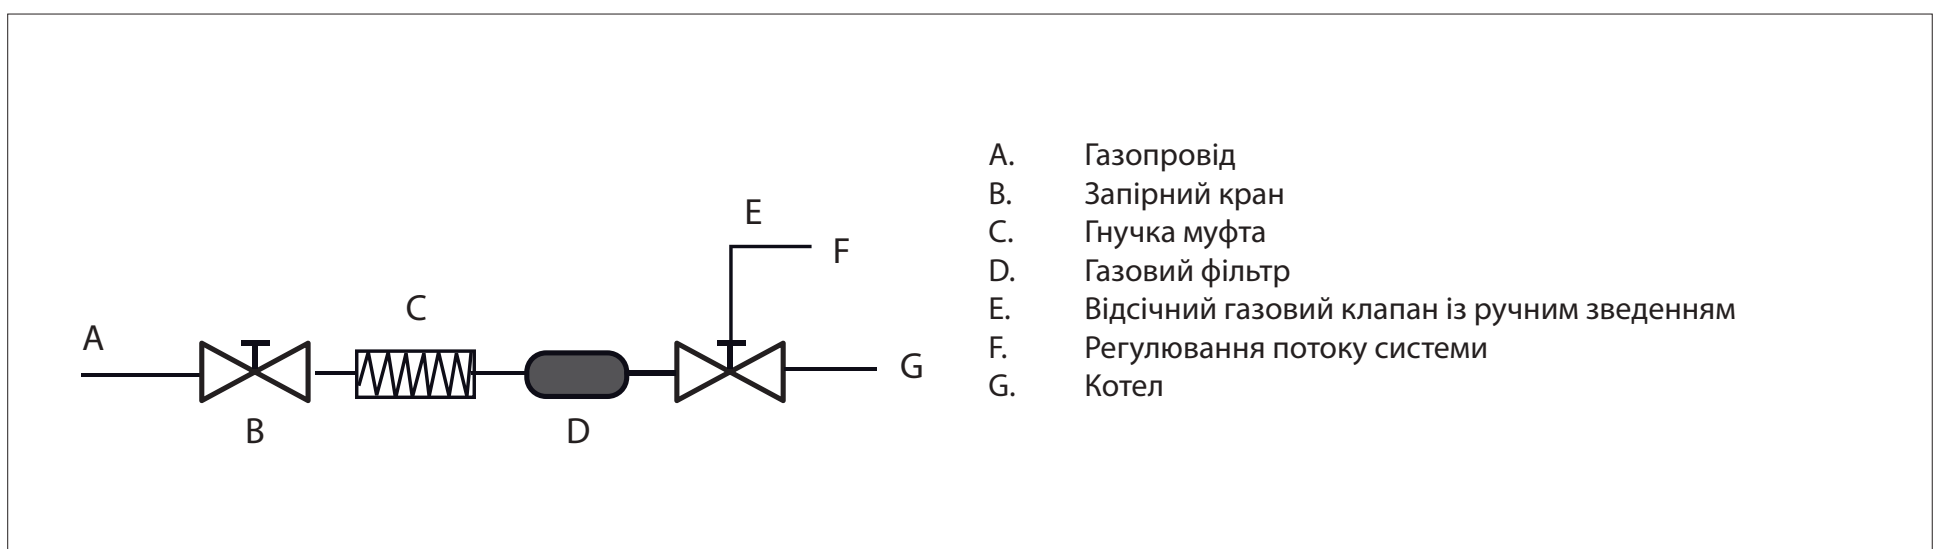 A
B
C
D
E
F
G
A. Газопровід
B. Запірний кран
C. Гнучка муфта
D. Газовий фільтр
E. Відсічний газовий клапан із ручним зведенням
F. Регулювання потоку системи
G. Котел